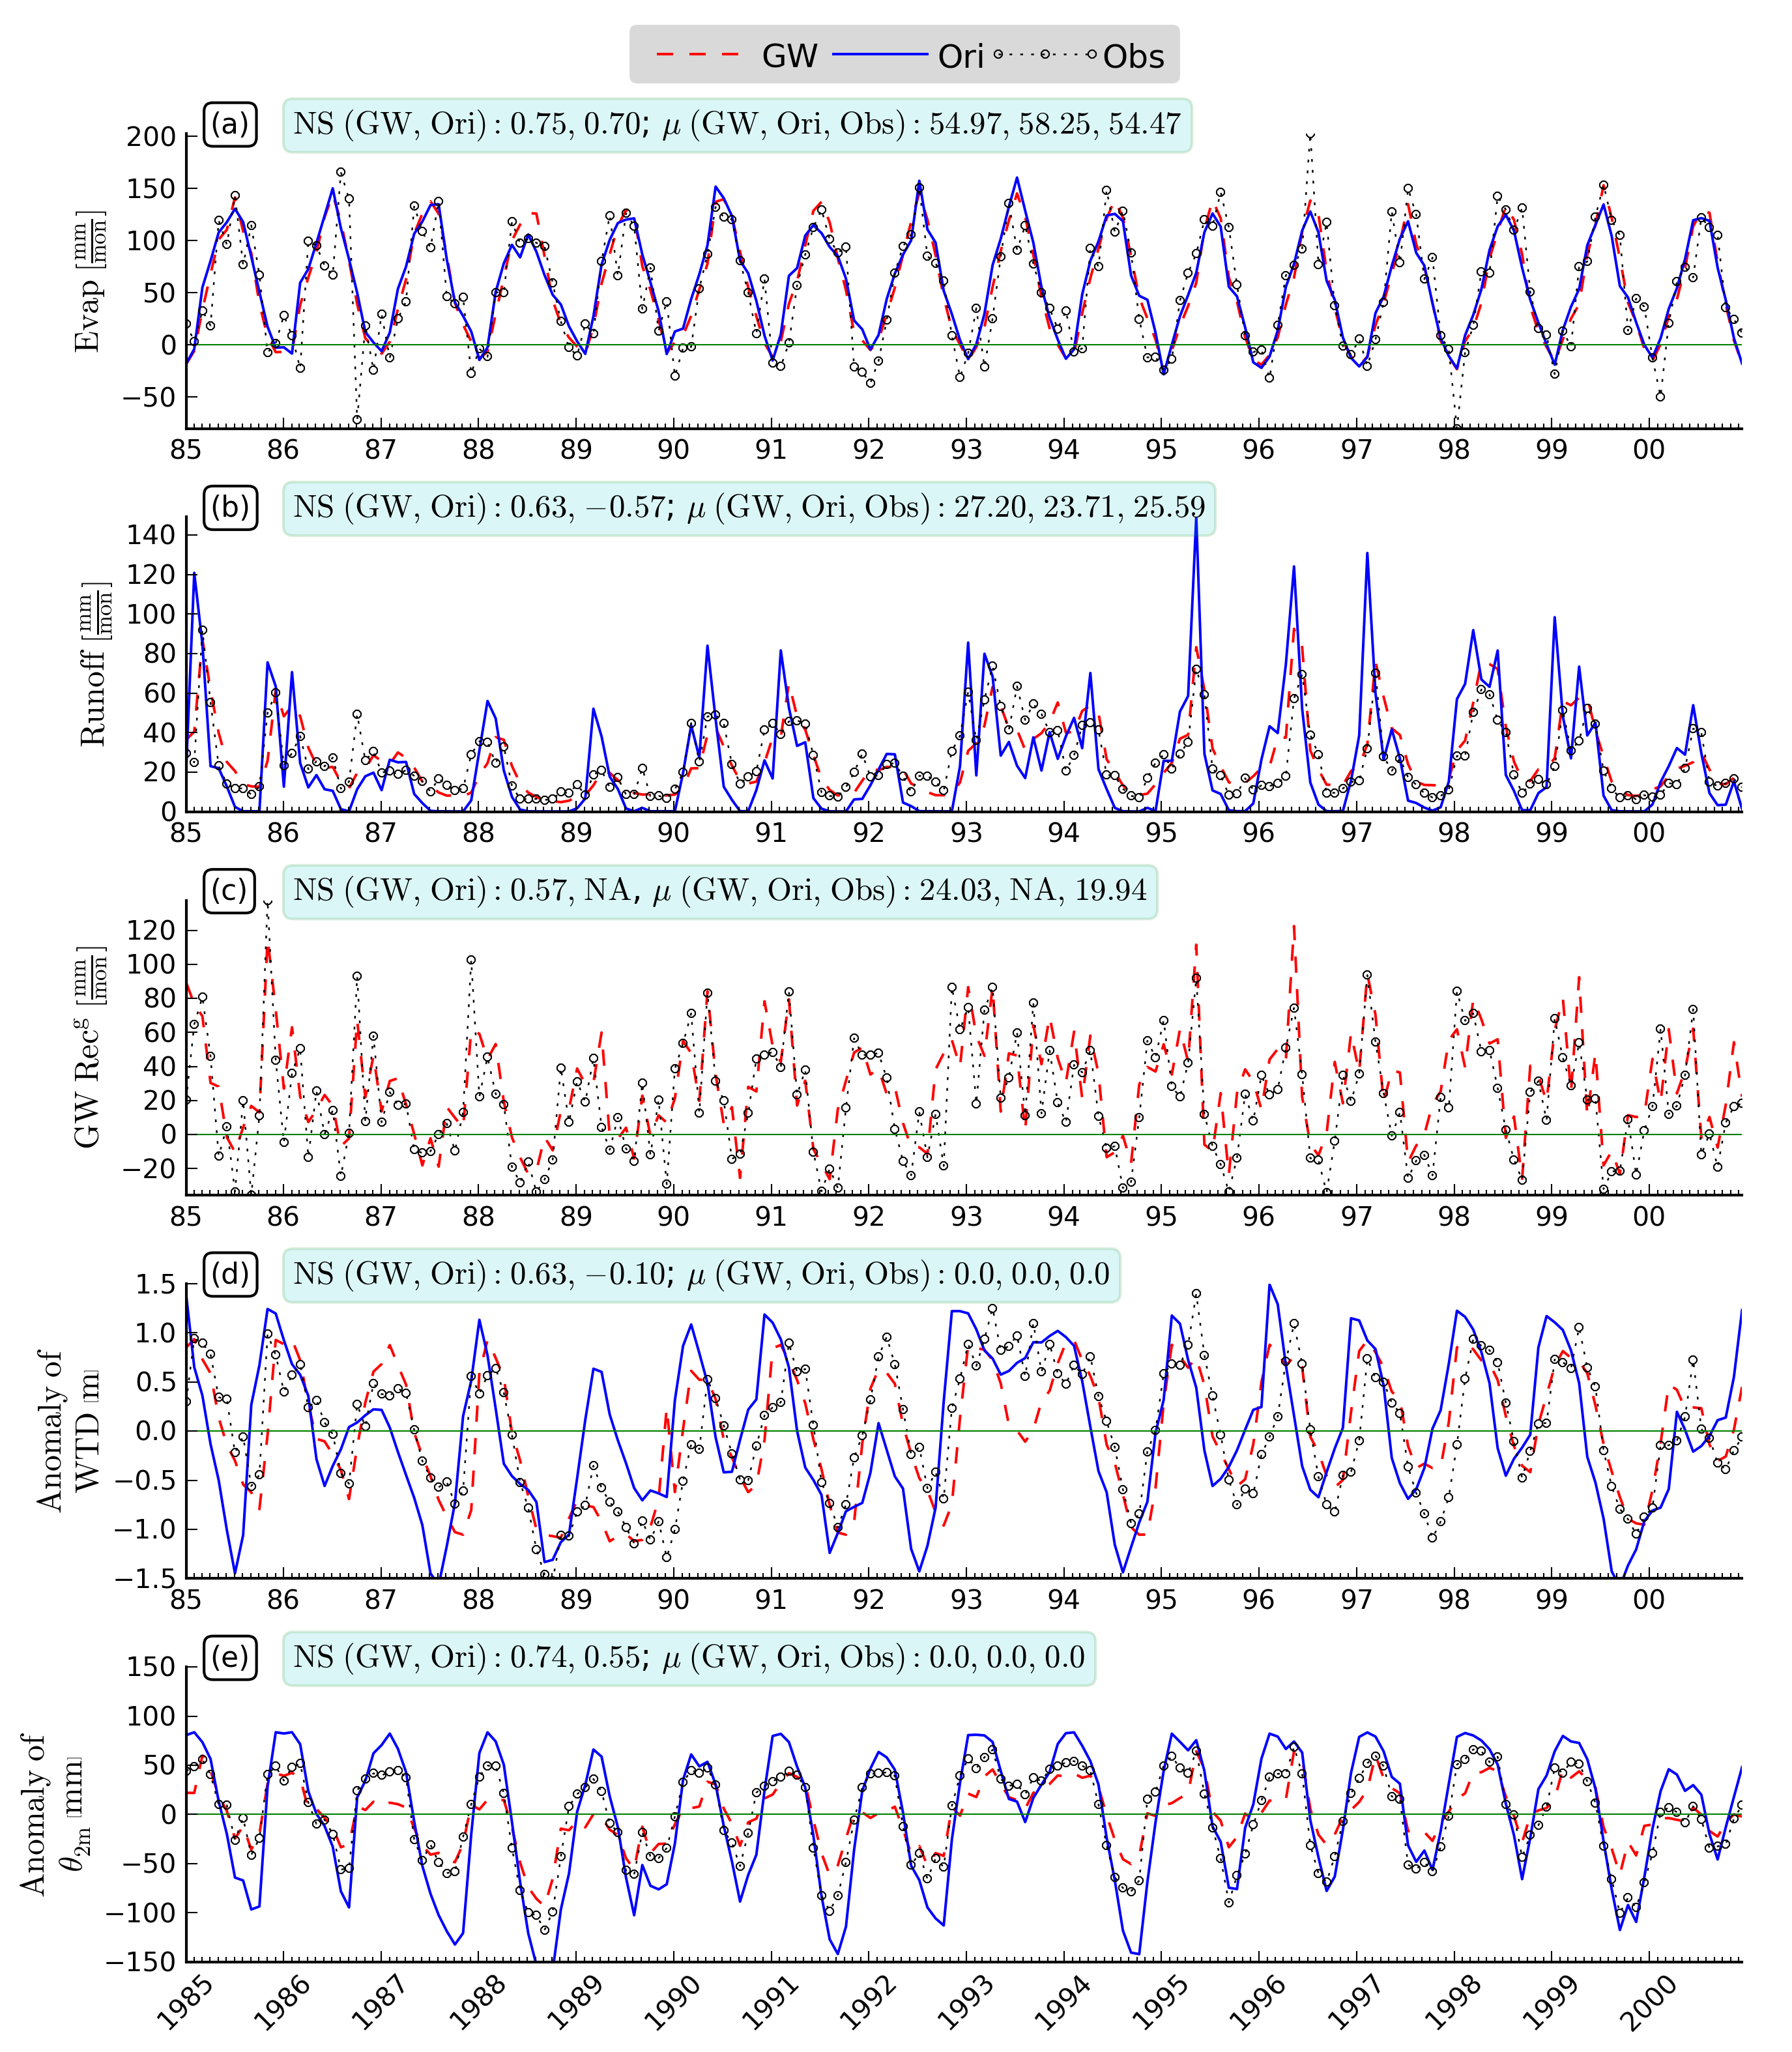 GW Ori Obs
(a) NS (GW, Ori) : 0.75, 0.70; μ (GW, Ori, Obs) : 54.97, 58.25, 54.47
Evap [mm/mon]
200
150
100
50
0
−50
85 86 87 88 89 90 91 92 93 94 95 96 97 98 99 00
(b) NS (GW, Ori) : 0.63, −0.57; μ (GW, Ori, Obs) : 27.20, 23.71, 25.59
Runoff [mm/mon]
140
120
100
80
60
40
20
0
85 86 87 88 89 90 91 92 93 94 95 96 97 98 99 00
(c) NS (GW, Ori) : 0.57, NA, μ (GW, Ori, Obs) : 24.03, NA, 19.94
GW Rec^g [mm/mon]
120
100
80
60
40
20
0
−20
85 86 87 88 89 90 91 92 93 94 95 96 97 98 99 00
(d) NS (GW, Ori) : 0.63, −0.10; μ (GW, Ori, Obs) : 0.0, 0.0, 0.0
Anomaly of
WTD [m]
1.5
1.0
0.5
0.0
−0.5
−1.0
−1.5
85 86 87 88 89 90 91 92 93 94 95 96 97 98 99 00
(e) NS (GW, Ori) : 0.74, 0.55; μ (GW, Ori, Obs) : 0.0, 0.0, 0.0
Anomaly of
θ2m [mm]
150
100
50
0
−50
−100
−150
1985 1986 1987 1988 1989 1990 1991 1992 1993 1994 1995 1996 1997 1998 1999 2000